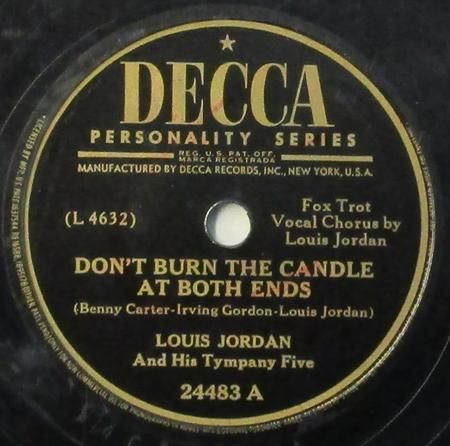 DECCA
PERSONALITY SERIES
REG. U.S. PAT. OFF.
MARCA REGISTRADA
MANUFACTURED BY DECCA RECORDS, INC., NEW YORK, U.S.A.
(L 4632)
Fox Trot
Vocal Chorus by
Louis Jordan
DON'T BURN THE CANDLE
AT BOTH ENDS
(Benny Carter-Irving Gordon-Louis Jordan)
LOUIS JORDAN
And His Tympany Five
24483 A